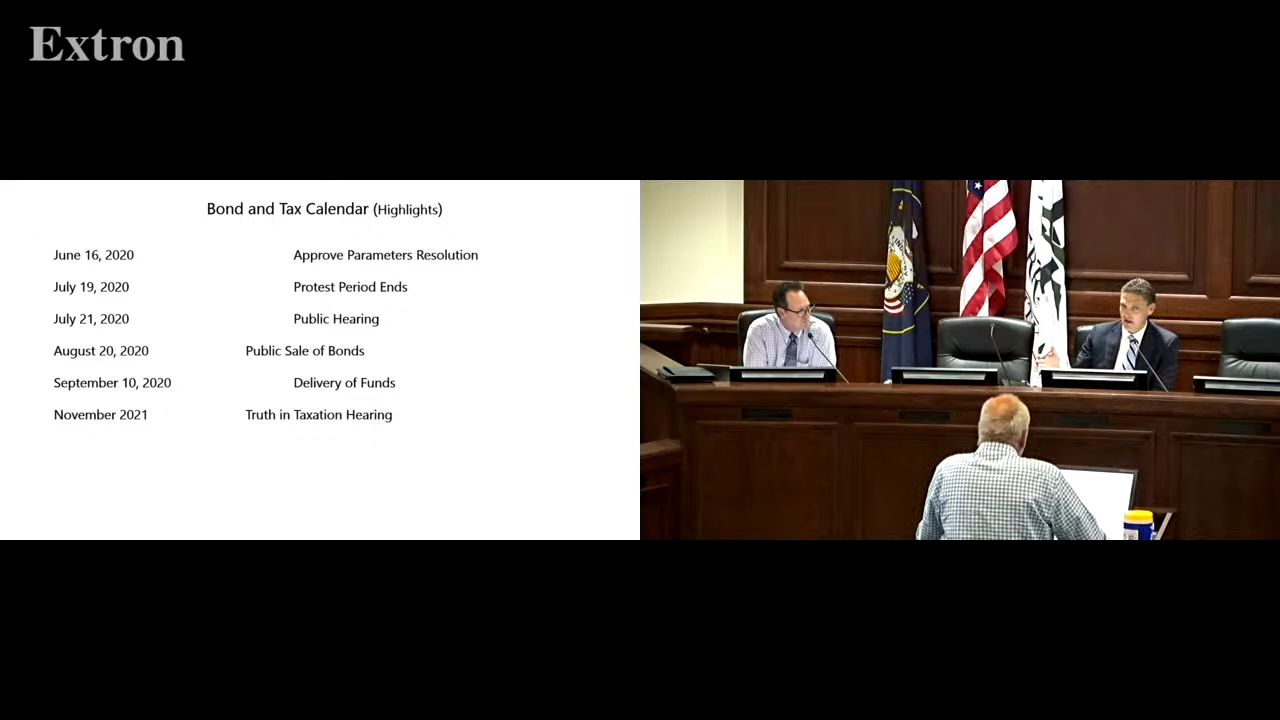 Extron
Bond and Tax Calendar (Highlights)
June 16, 2020 Approve Parameters Resolution
July 19, 2020 Protest Period Ends
July 21, 2020 Public Hearing
August 20, 2020 Public Sale of Bonds
September 10, 2020 Delivery of Funds
November 2021 Truth in Taxation Hearing